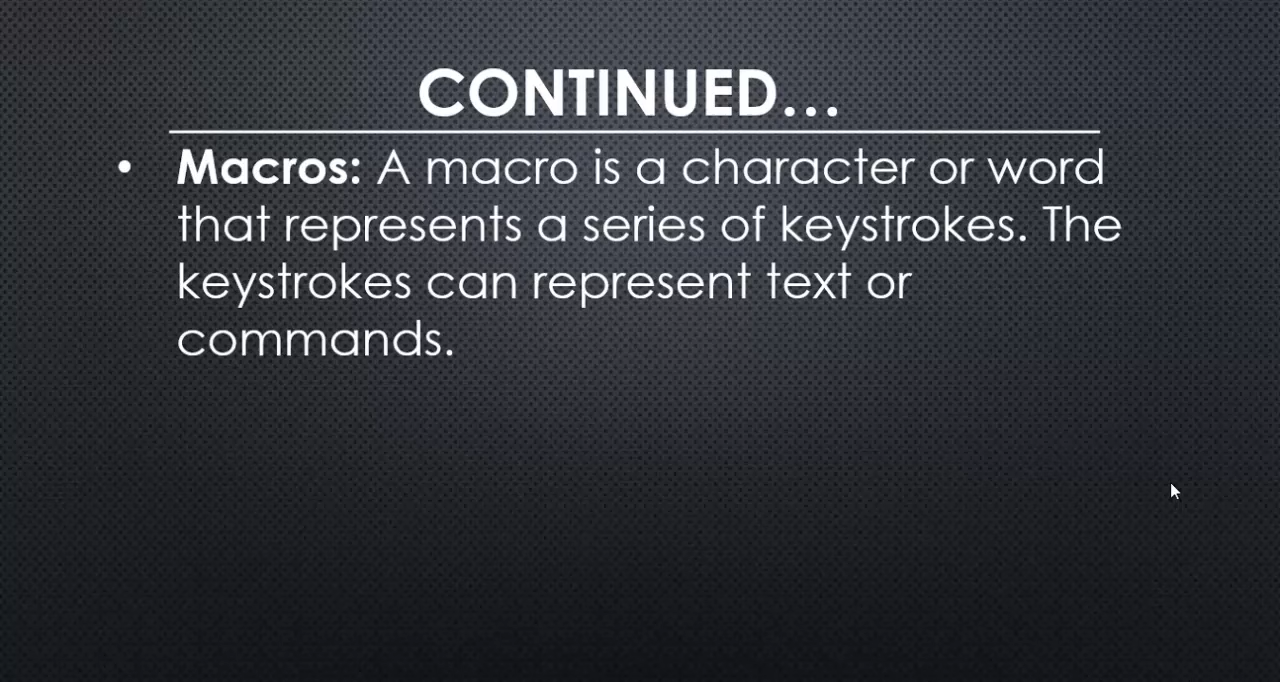 CONTINUED...
• Macros: A macro is a character or word
that represents a series of keystrokes. The
keystrokes can represent text or
commands.